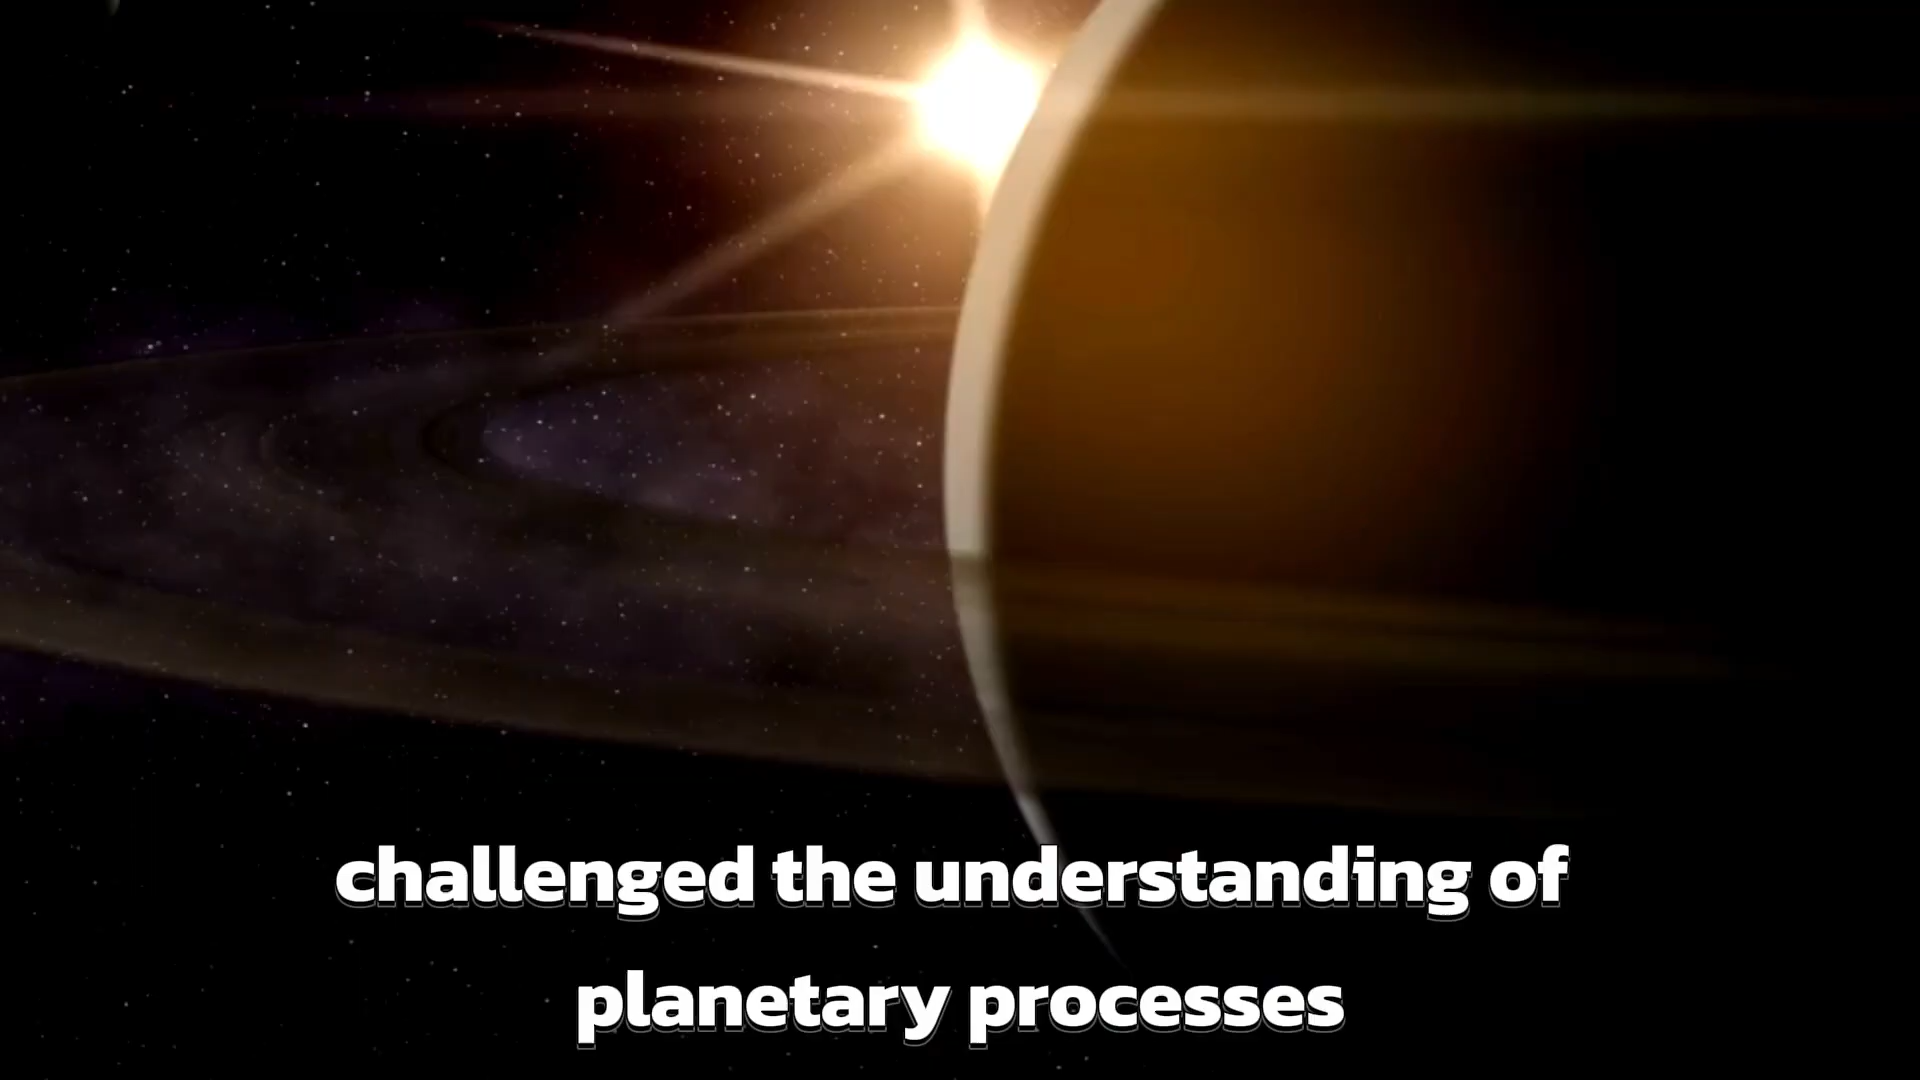 challenged the understanding of
planetary processes